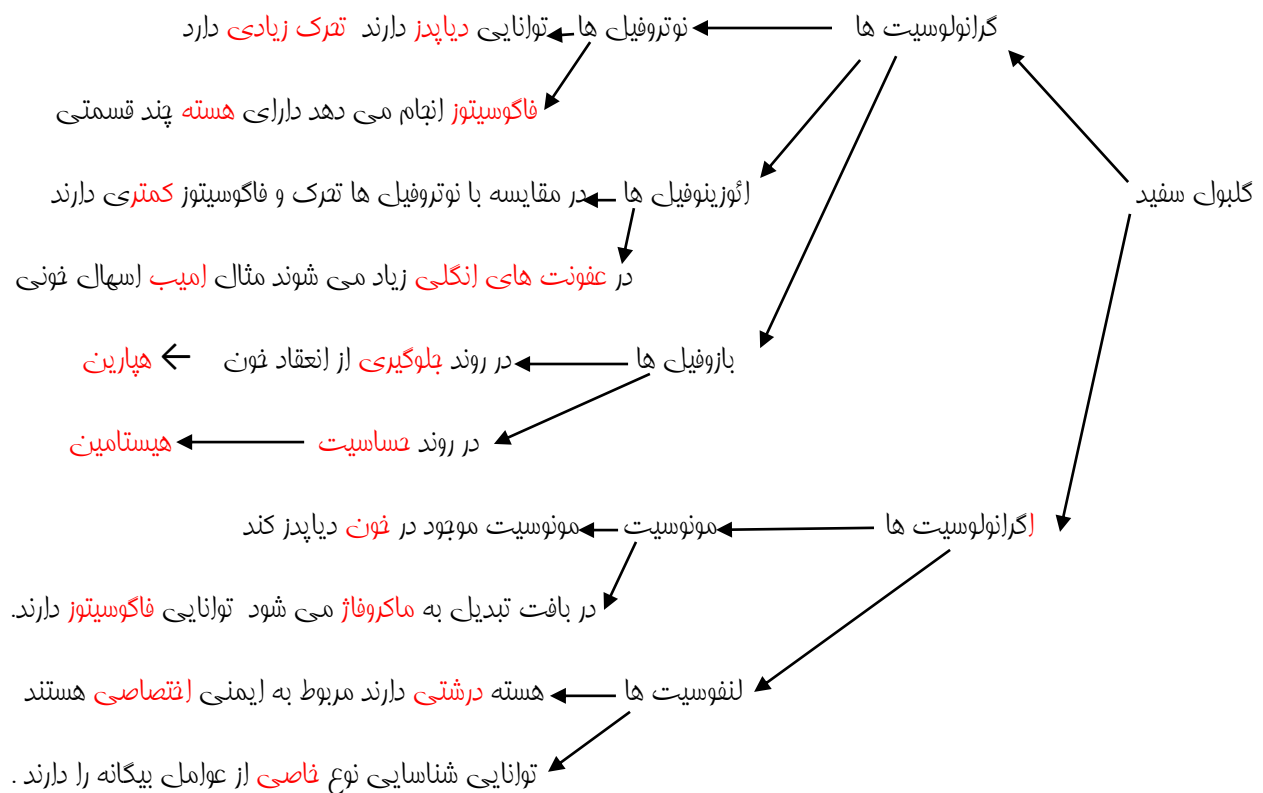 گرانولوسیت ها نوتروفیل ها توانایی دیاپدز دارند تحرک زیادی دارد
فاگوسیتوز انجام می دهد دارای هسته چند قسمتی
گلبول سفید ائوزینوفیل ها در مقایسه با نوتروفیل ها تحرک و فاگوسیتوز کمتری دارند
در عفونت های انگلی زیاد می شوند مثال امیب اسهال خونی
بازوفیل ها در روند جلوگیری از انعقاد خون ← هپارین
در روند حساسیت هیستامین
اگرانولوسیت ها مونوسیت مونوسیت موجود در خون دیاپدز کند
در بافت تبدیل به ماکروفاژ می شود توانایی فاگوسیتوز دارند.
لنفوسیت ها هسته درشتی دارند مربوط به ایمنی اختصاصی هستند
توانایی شناسایی نوع خاصی از عوامل بیگانه را دارند .